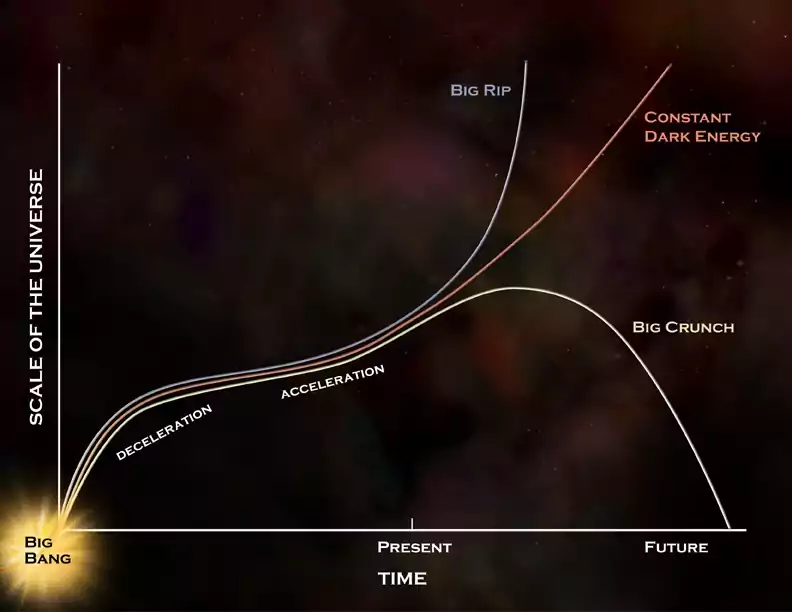 BIG RIP
CONSTANT
DARK ENERGY
SCALE OF THE UNIVERSE
BIG CRUNCH
ACCELERATION
DECELERATION
BIG
BANG
PRESENT
FUTURE
TIME